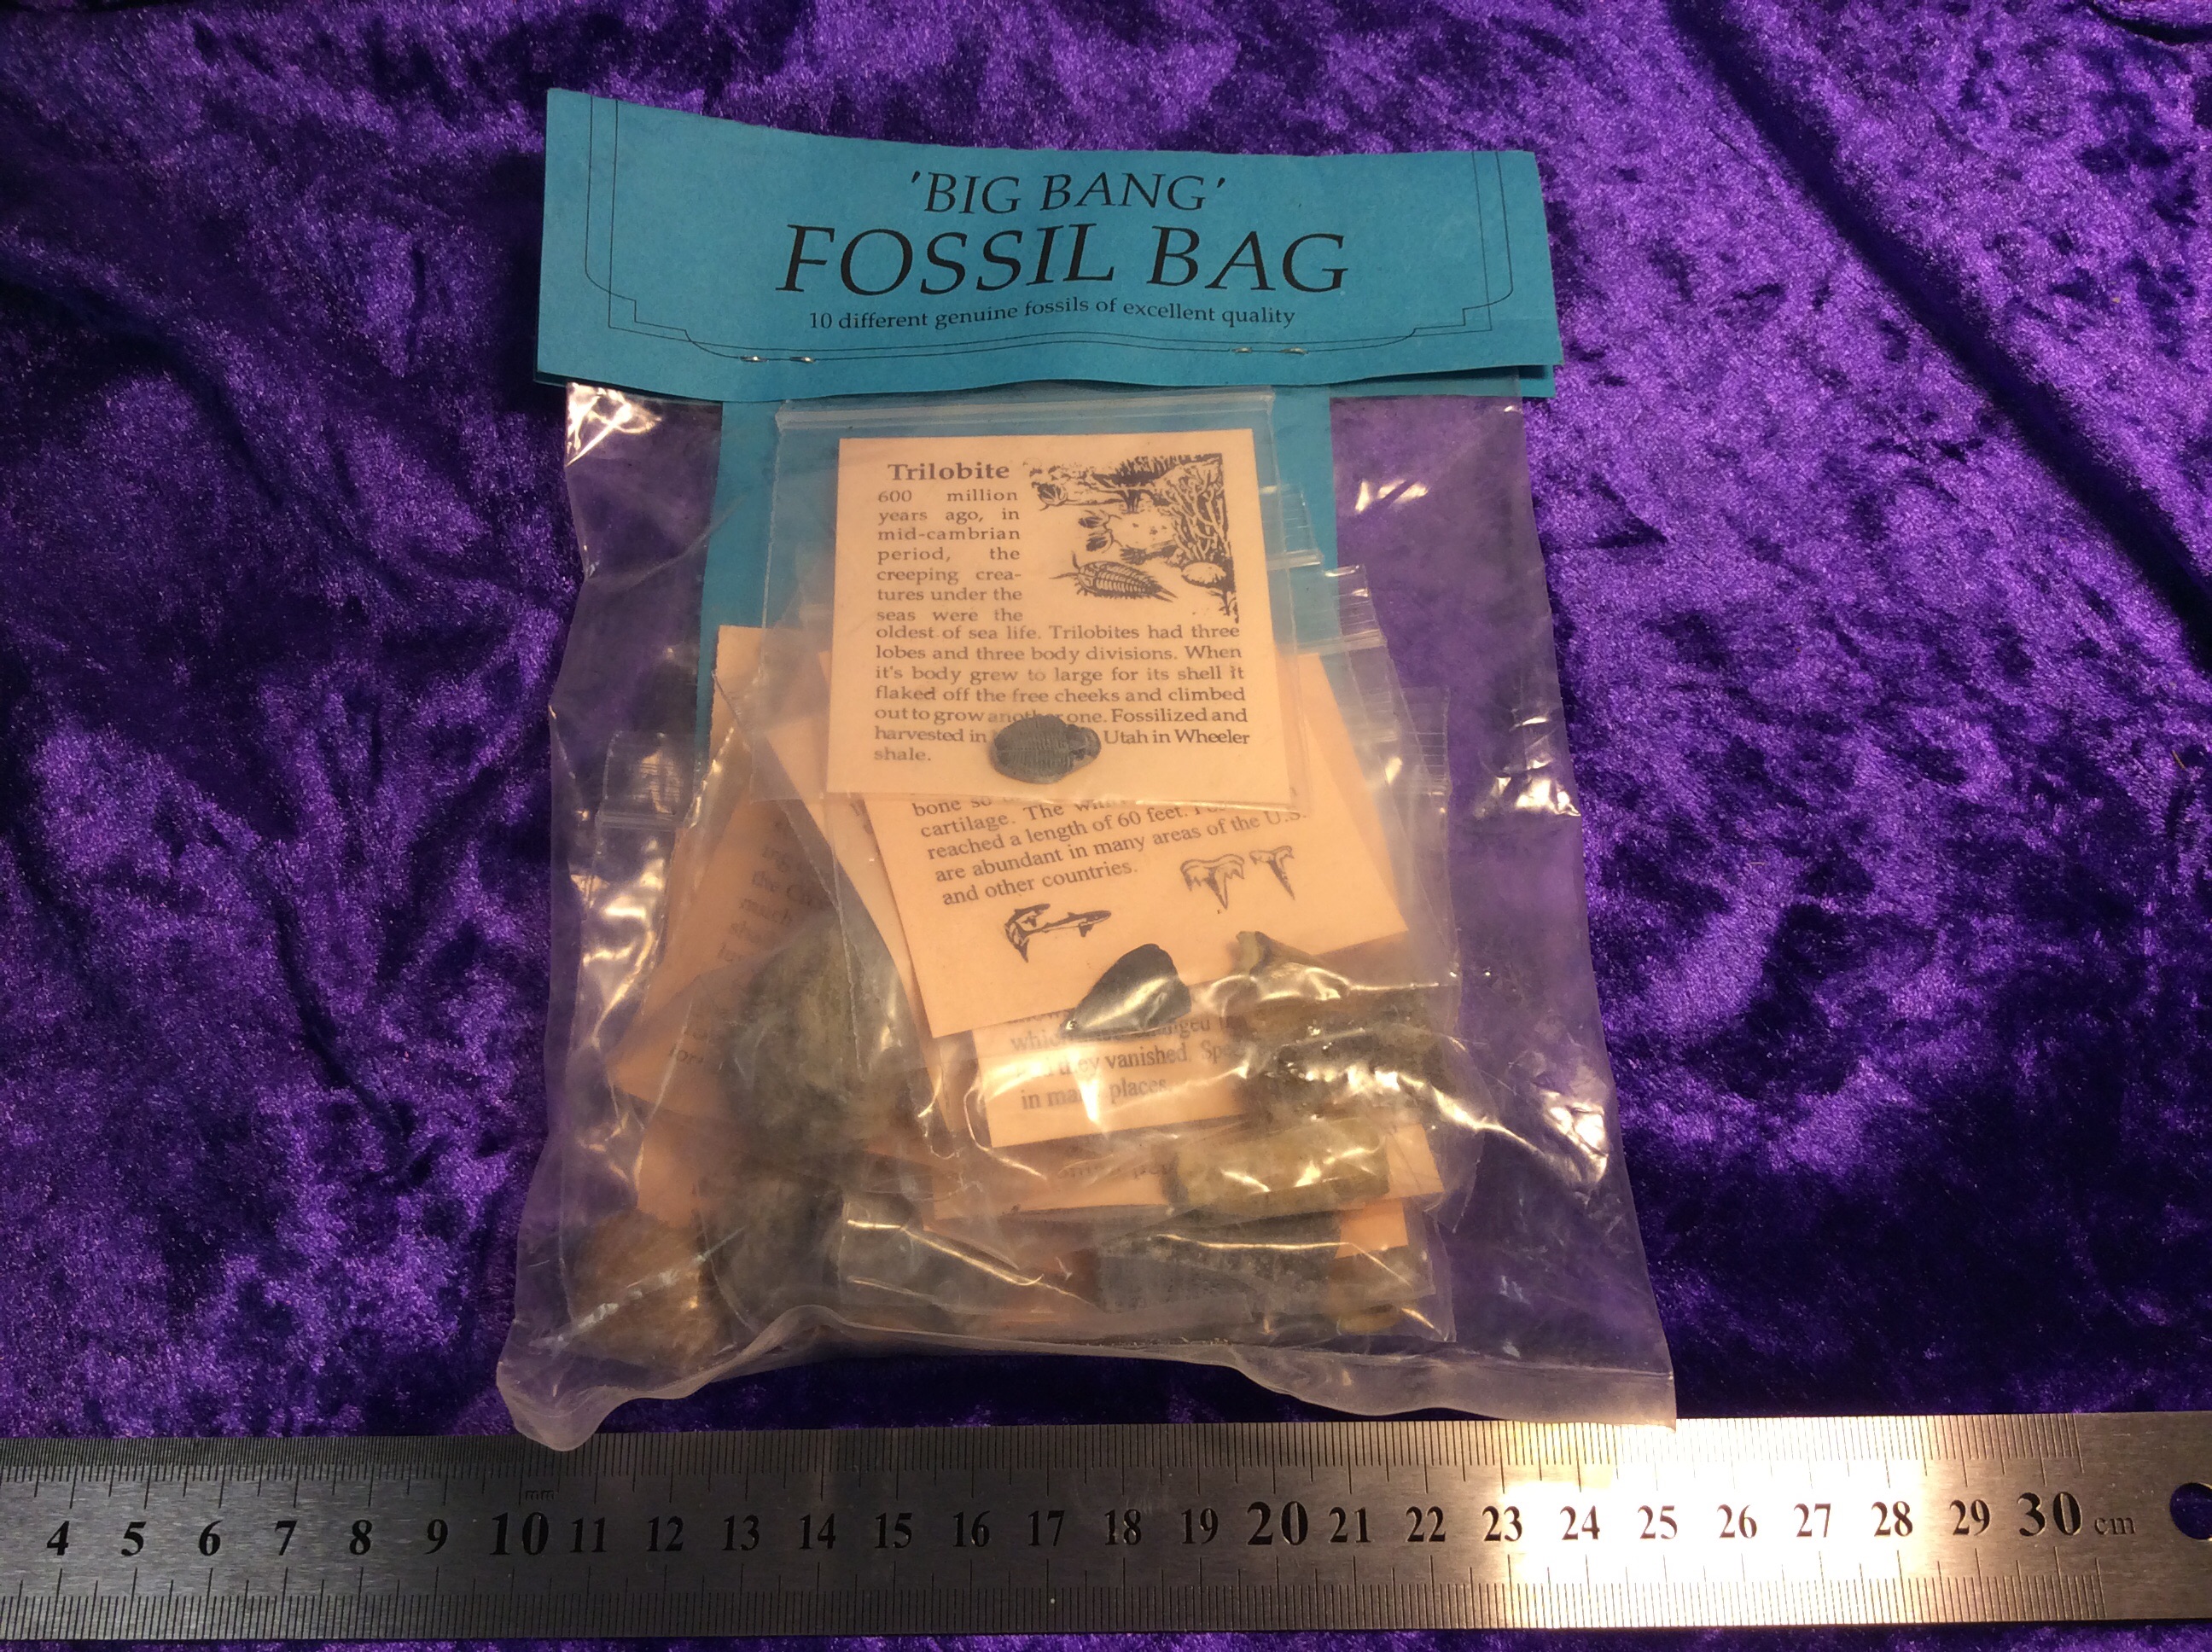 'BIG BANG'
FOSSIL BAG
10 different genuine fossils of excellent quality
Trilobite
600 million
years ago, in
mid-cambrian
period, the
creeping crea-
tures under the
seas were the
oldest of sea life. Trilobites had three
lobes and three body divisions. When
it's body grew to large for its shell it
flaked off the free cheeks and climbed
out to grow another one. Fossilized and
harvested in Utah in Wheeler
shale.
bone so
cartilage. The
reached a length of 60 feet.
are abundant in many areas of the U.S.
and other countries.
they vanished.
in many places.
the
much
mm
4 5 6 7 8 9 10 11 12 13 14 15 16 17 18 19 20 21 22 23 24 25 26 27 28 29 30 cm